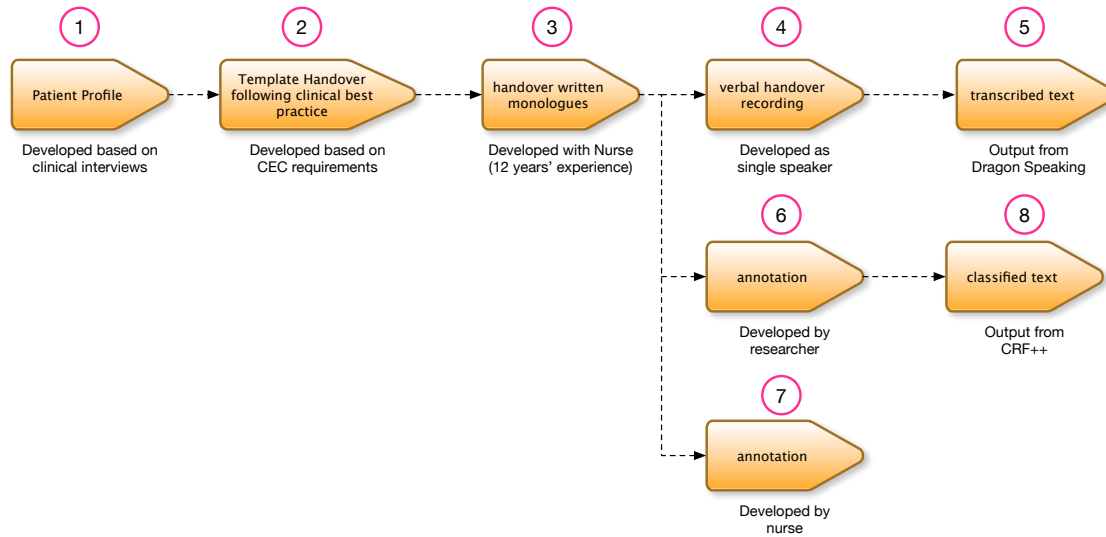 1
Patient Profile
Developed based on
clinical interviews
2
Template Handover
following clinical best
practice
Developed based on
CEC requirements
3
handover written
monologues
Developed with Nurse
(12 years' experience)
4
verbal handover
recording
Developed as
single speaker
5
transcribed text
Output from
Dragon Speaking
6
annotation
Developed by
researcher
8
classified text
Output from
CRF++
7
annotation
Developed by
nurse